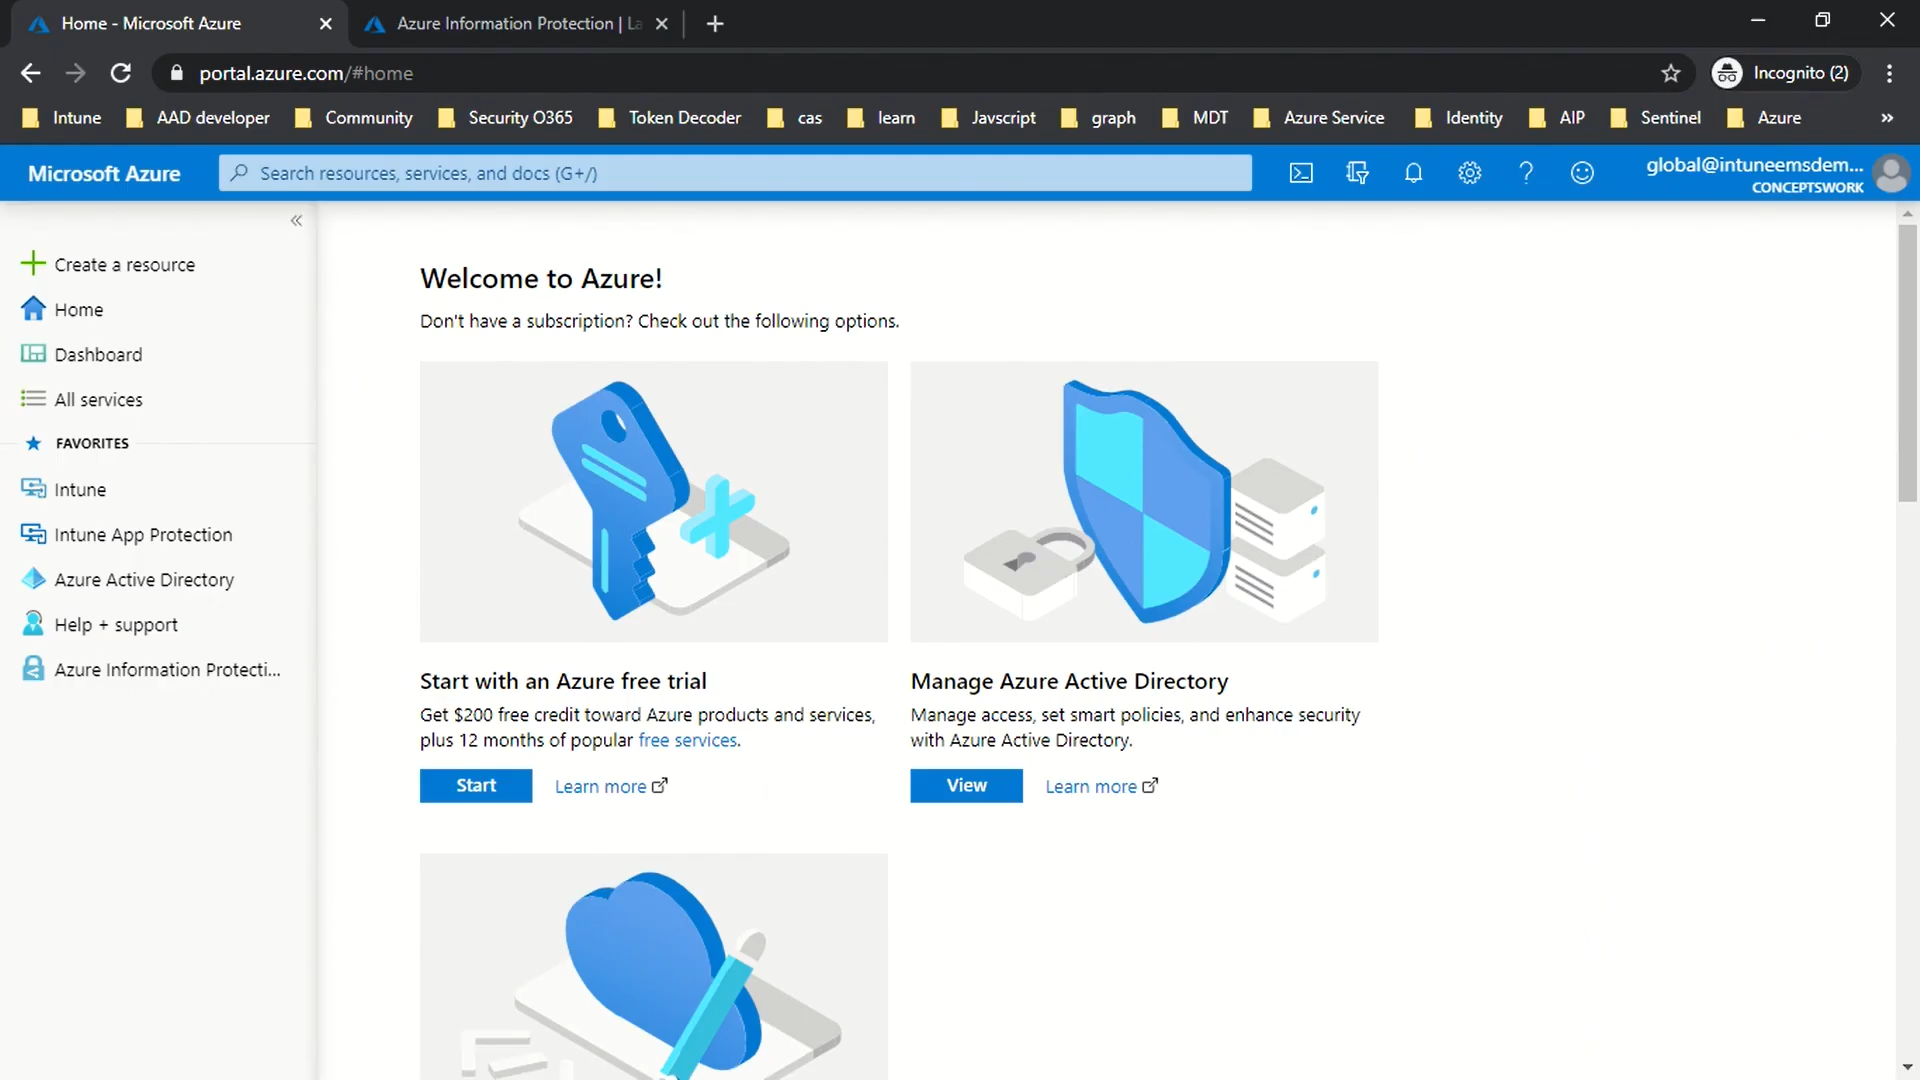 Home - Microsoft Azure
Azure Information Protection | La
portal.azure.com/#home
Incognito (2)
Intune
AAD developer
Community
Security O365
Token Decoder
cas
learn
Javscript
graph
MDT
Azure Service
Identity
AIP
Sentinel
Azure
»
Microsoft Azure
Search resources, services, and docs (G+/)
global@intuneemsdem...
CONCEPTSWORK
«
Create a resource
Home
Dashboard
All services
FAVORITES
Intune
Intune App Protection
Azure Active Directory
Help + support
Azure Information Protecti...
Welcome to Azure!
Don't have a subscription? Check out the following options.
Start with an Azure free trial
Get $200 free credit toward Azure products and services,
plus 12 months of popular free services.
Start
Learn more
Manage Azure Active Directory
Manage access, set smart policies, and enhance security
with Azure Active Directory.
View
Learn more